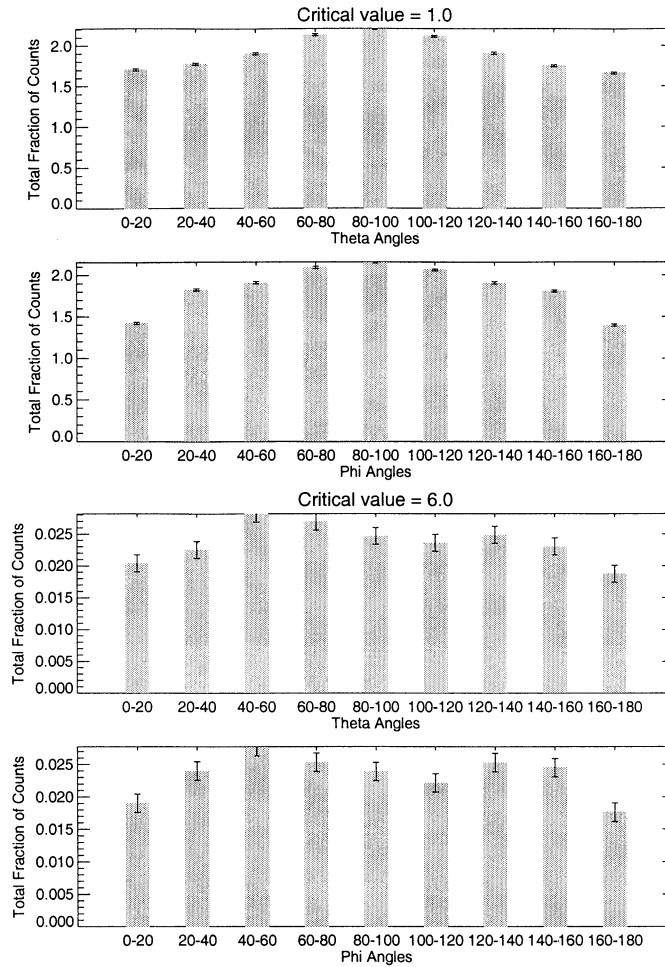 Critical value = 1.0
Total Fraction of Counts
2.0
1.5
1.0
0.5
0.0
0-20 20-40 40-60 60-80 80-100 100-120 120-140 140-160 160-180
Theta Angles
Total Fraction of Counts
2.0
1.5
1.0
0.5
0.0
0-20 20-40 40-60 60-80 80-100 100-120 120-140 140-160 160-180
Phi Angles
Critical value = 6.0
Total Fraction of Counts
0.025
0.020
0.015
0.010
0.005
0.000
0-20 20-40 40-60 60-80 80-100 100-120 120-140 140-160 160-180
Theta Angles
Total Fraction of Counts
0.025
0.020
0.015
0.010
0.005
0.000
0-20 20-40 40-60 60-80 80-100 100-120 120-140 140-160 160-180
Phi Angles